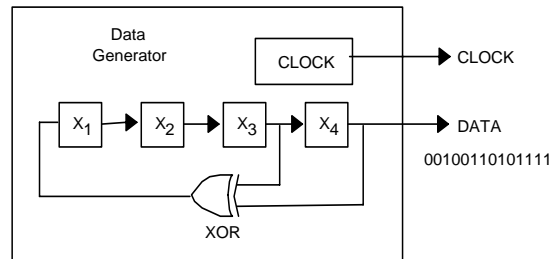 Data
Generator
CLOCK
CLOCK
X1
X2
X3
X4
DATA
00100110101111
XOR